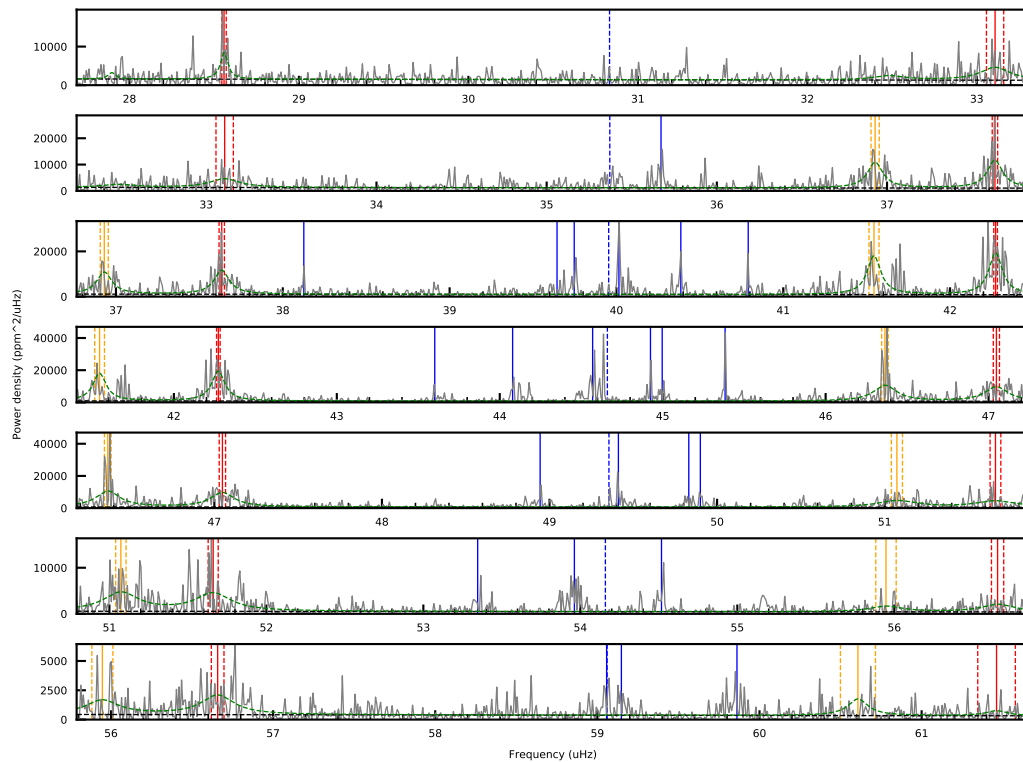 10000
0
28 29 30 31 32 33
20000
10000
0
33 34 35 36 37
20000
0
37 38 39 40 41 42
40000
20000
0
42 43 44 45 46 47
40000
20000
0
47 48 49 50 51
10000
0
51 52 53 54 55 56
5000
2500
0
56 57 58 59 60 61
Power density (ppm^2/uHz)
Frequency (uHz)